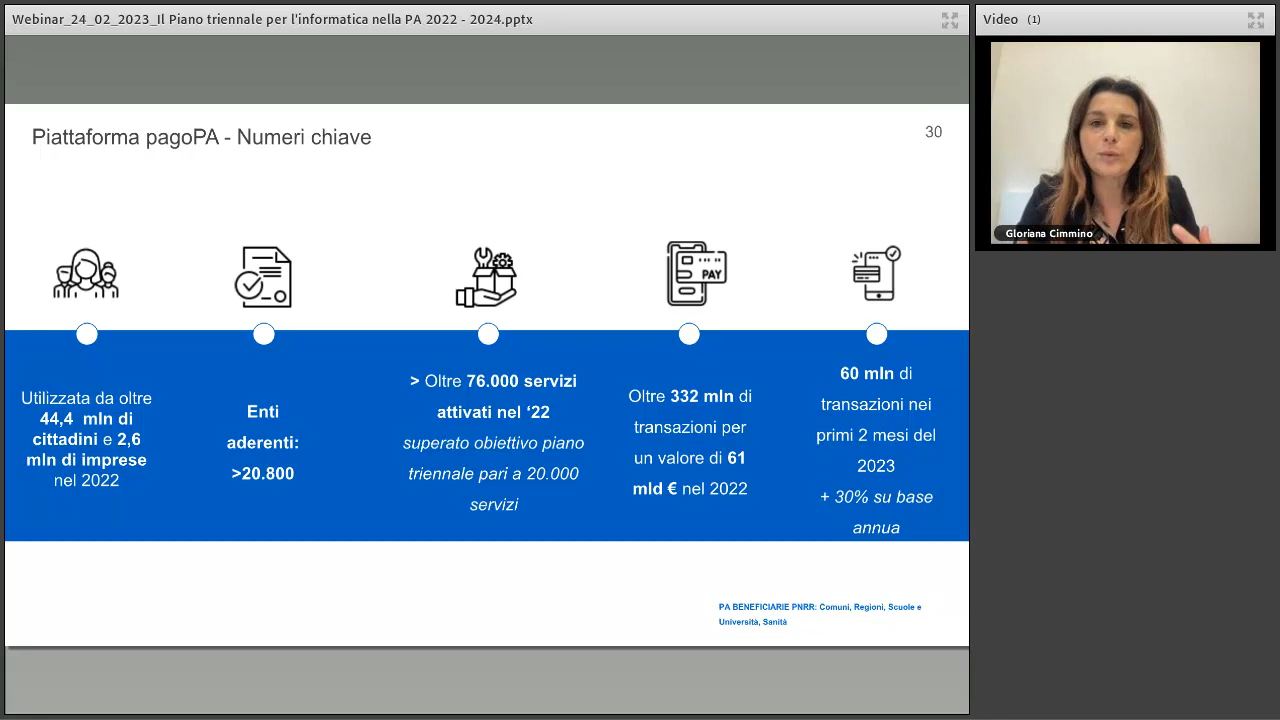 Webinar_24_02_2023_Il Piano triennale per l'informatica nella PA 2022 - 2024.pptx
Video (1)
Gloriana Cimmino
Piattaforma pagoPA - Numeri chiave
30
PAY
Utilizzata da oltre
44,4 mln di
cittadini e 2,6
mln di imprese
nel 2022
Enti
aderenti:
>20.800
> Oltre 76.000 servizi
attivati nel ‘22
superato obiettivo piano
triennale pari a 20.000
servizi
Oltre 332 mln di
transazioni per
un valore di 61
mld € nel 2022
60 mln di
transazioni nei
primi 2 mesi del
2023
+ 30% su base
annua
PA BENEFICIARIE PNRR: Comuni, Regioni, Scuole e
Università, Sanità